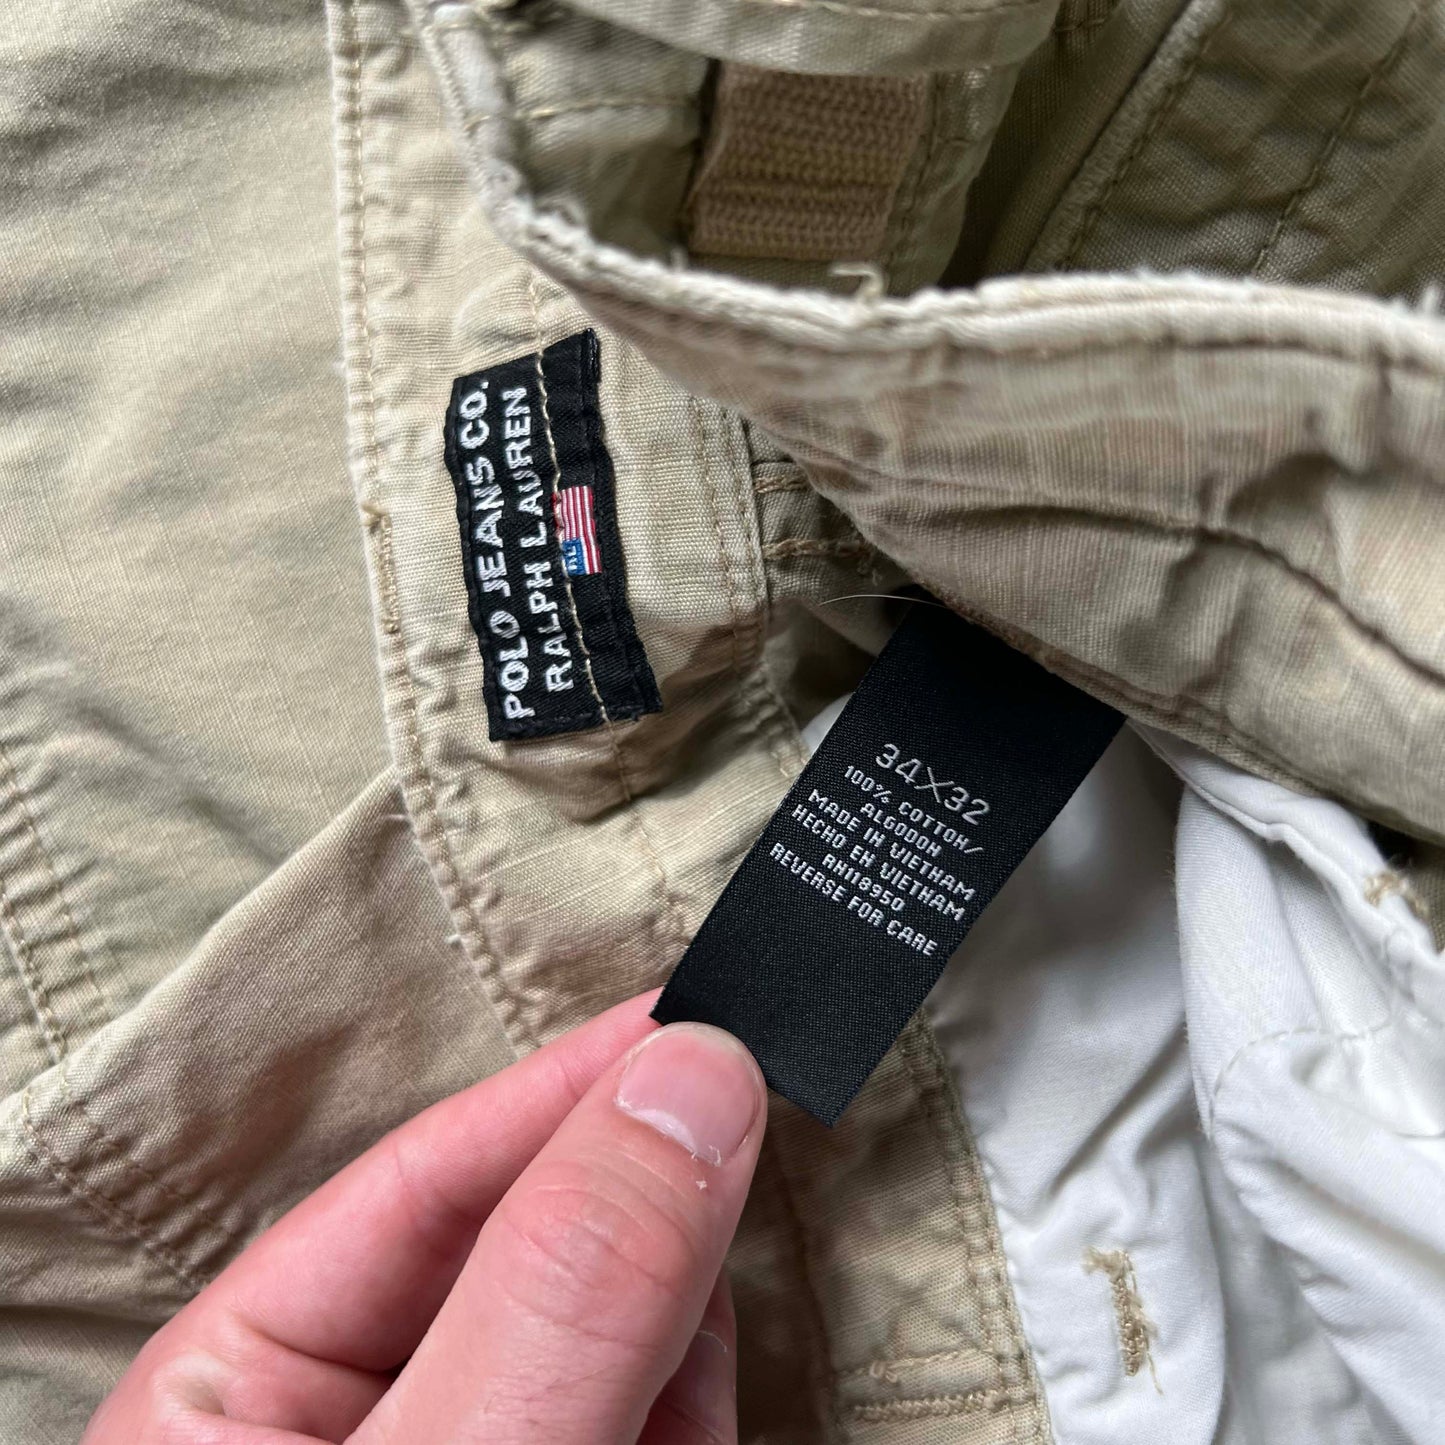 POLO JEANS CO.
RALPH LAUREN
RL
34X32
100% COTTON/
ALGODON
MADE IN VIETNAM
HECHO EN VIETNAM
RN118950
REVERSE FOR CARE